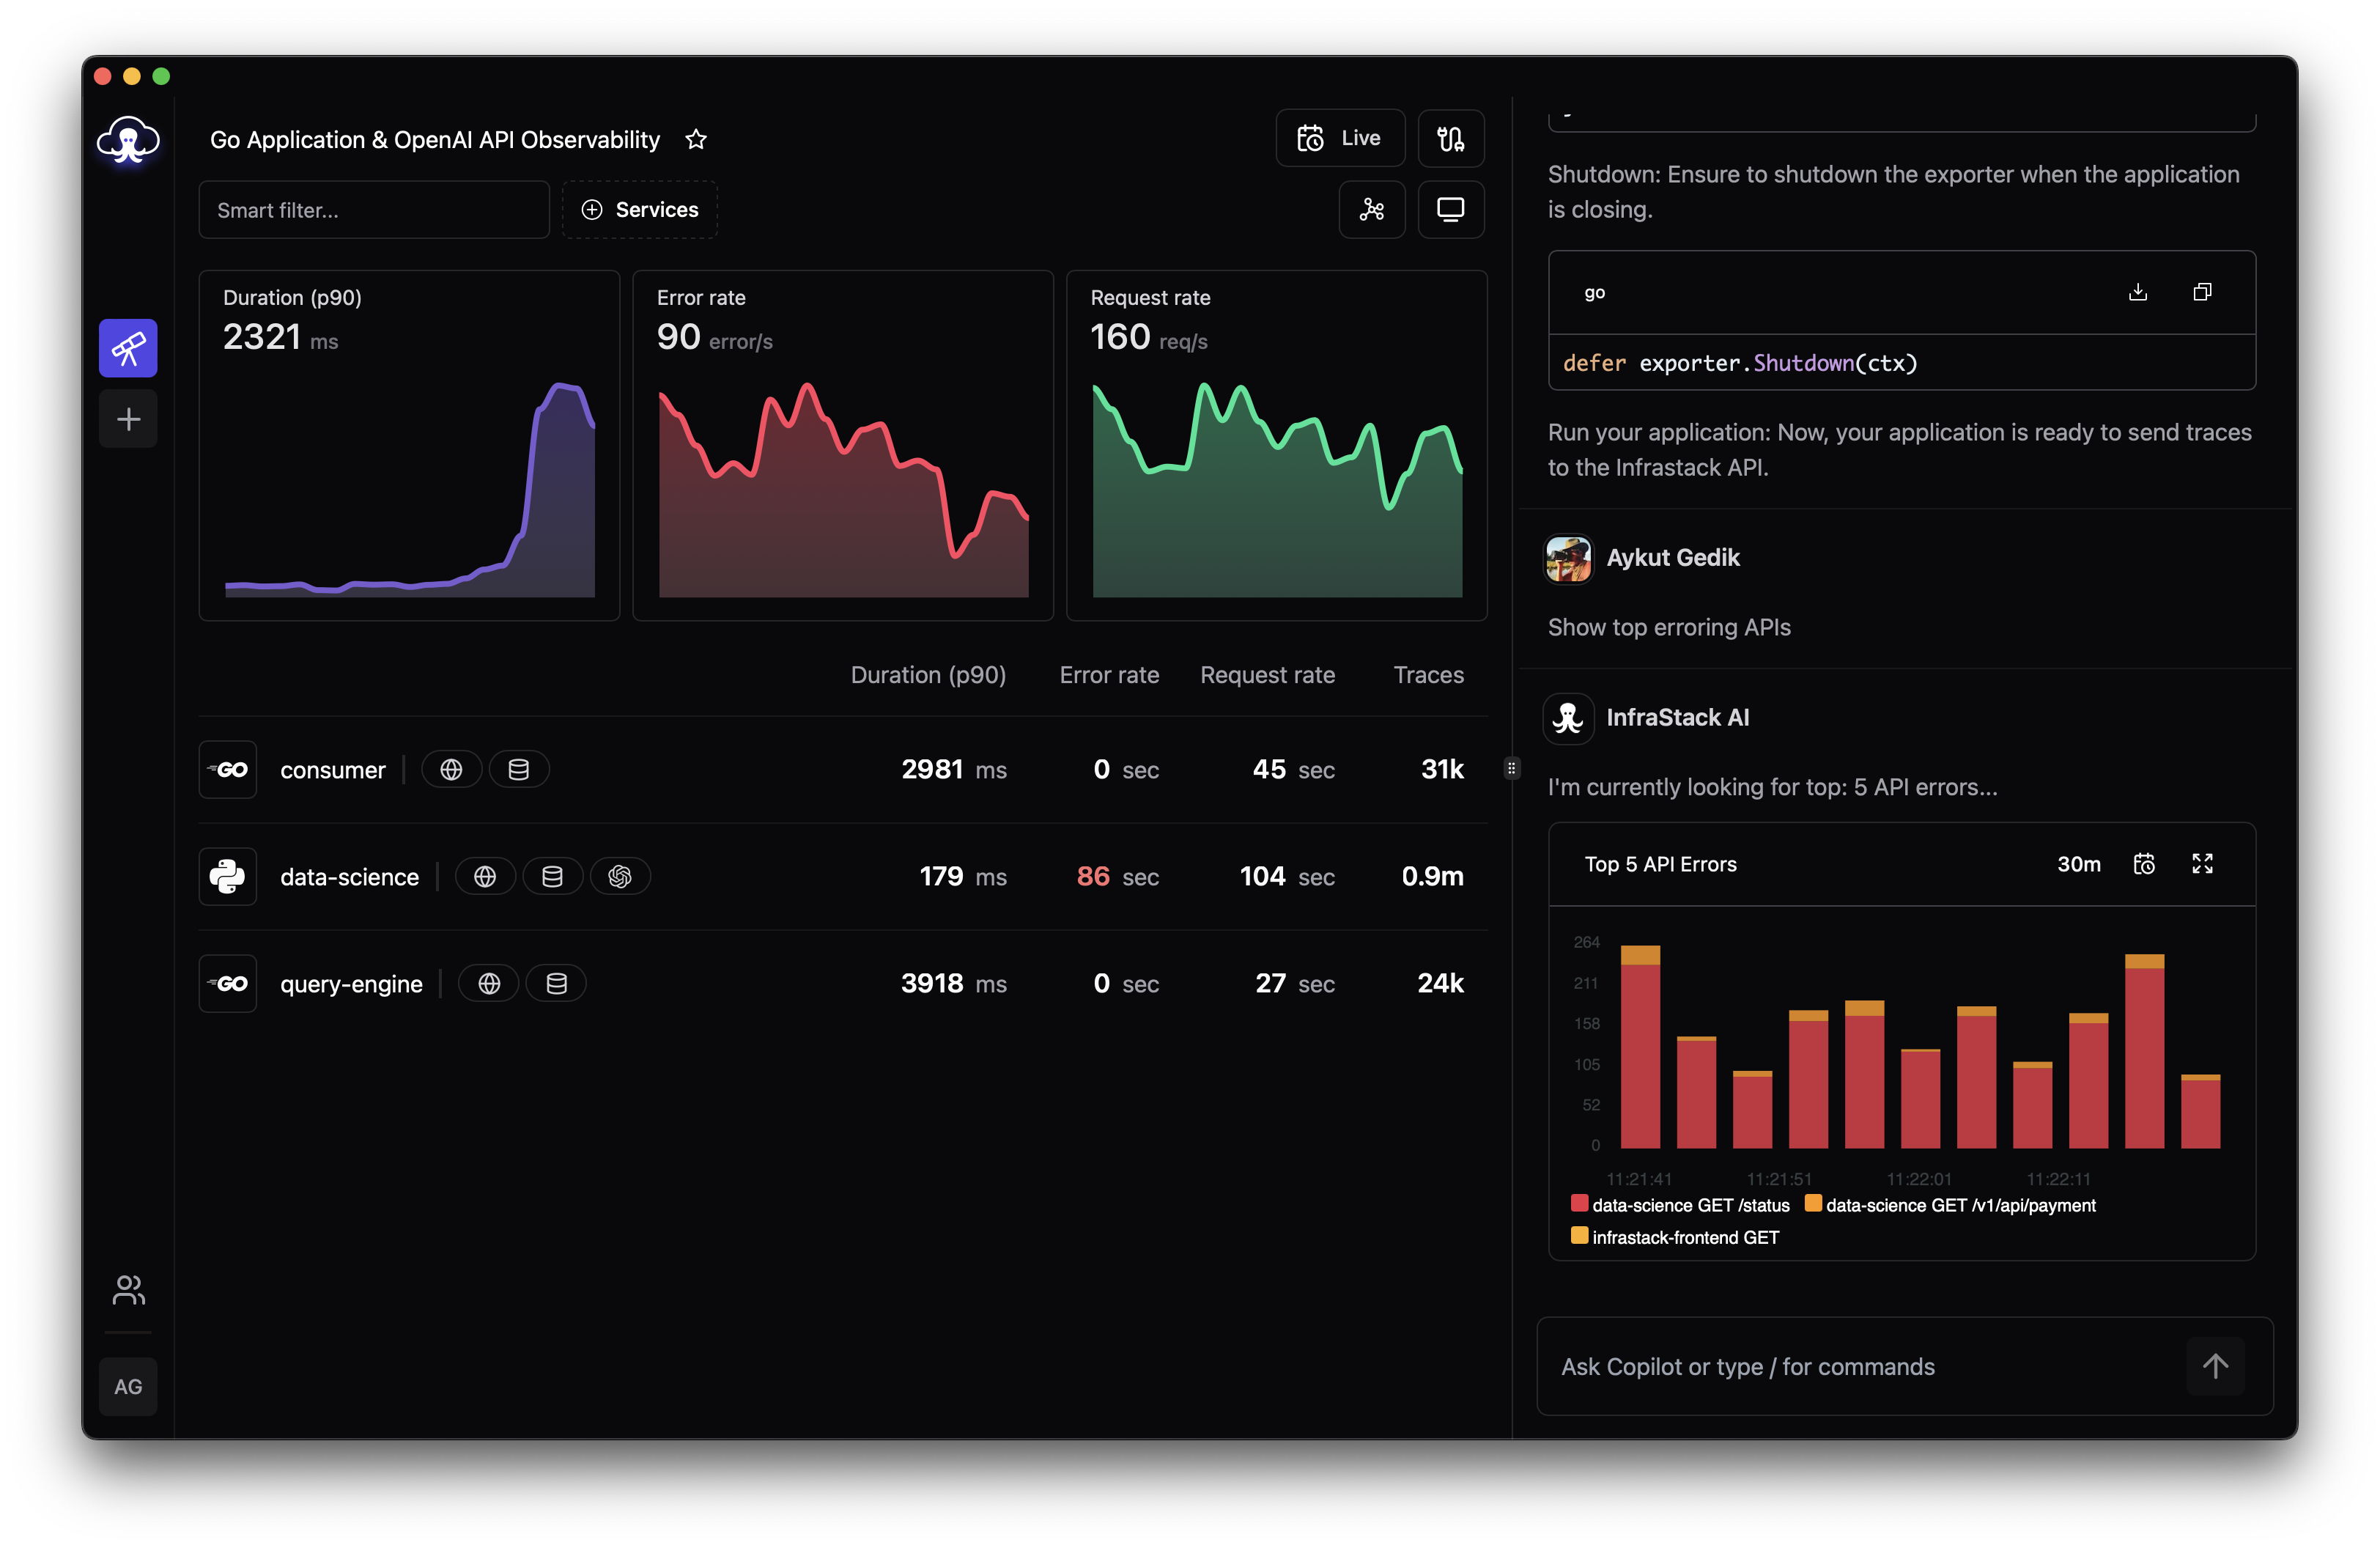 Go Application & OpenAI API Observability
Live
Smart filter...
Services
Duration (p90)
2321 ms
Error rate
90 error/s
Request rate
160 req/s
Duration (p90) Error rate Request rate Traces
GO consumer 2981 ms 0 sec 45 sec 31k
data-science 179 ms 86 sec 104 sec 0.9m
GO query-engine 3918 ms 0 sec 27 sec 24k
AG
Shutdown: Ensure to shutdown the exporter when the application
is closing.
go
defer exporter.Shutdown(ctx)
Run your application: Now, your application is ready to send traces
to the Infrastack API.
Aykut Gedik
Show top erroring APIs
InfraStack AI
I'm currently looking for top: 5 API errors...
Top 5 API Errors 30m
264
211
158
105
52
0
11:21:41 11:21:51 11:22:01 11:22:11
data-science GET /status data-science GET /v1/api/payment
infrastack-frontend GET
Ask Copilot or type / for commands